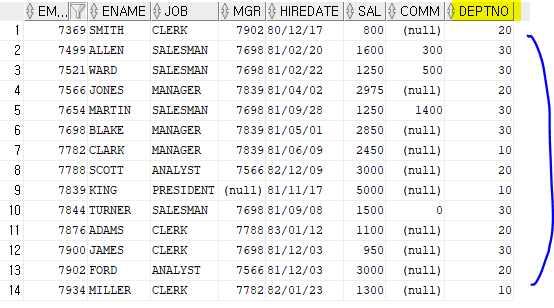 EM... ENAME JOB MGR HIREDATE SAL COMM DEPTNO
1 7369 SMITH CLERK 7902 80/12/17 800 (null) 20
2 7499 ALLEN SALESMAN 7698 81/02/20 1600 300 30
3 7521 WARD SALESMAN 7698 81/02/22 1250 500 30
4 7566 JONES MANAGER 7839 81/04/02 2975 (null) 20
5 7654 MARTIN SALESMAN 7698 81/09/28 1250 1400 30
6 7698 BLAKE MANAGER 7839 81/05/01 2850 (null) 30
7 7782 CLARK MANAGER 7839 81/06/09 2450 (null) 10
8 7788 SCOTT ANALYST 7566 82/12/09 3000 (null) 20
9 7839 KING PRESIDENT (null) 81/11/17 5000 (null) 10
10 7844 TURNER SALESMAN 7698 81/09/08 1500 0 30
11 7876 ADAMS CLERK 7788 83/01/12 1100 (null) 20
12 7900 JAMES CLERK 7698 81/12/03 950 (null) 30
13 7902 FORD ANALYST 7566 81/12/03 3000 (null) 20
14 7934 MILLER CLERK 7782 82/01/23 1300 (null) 10